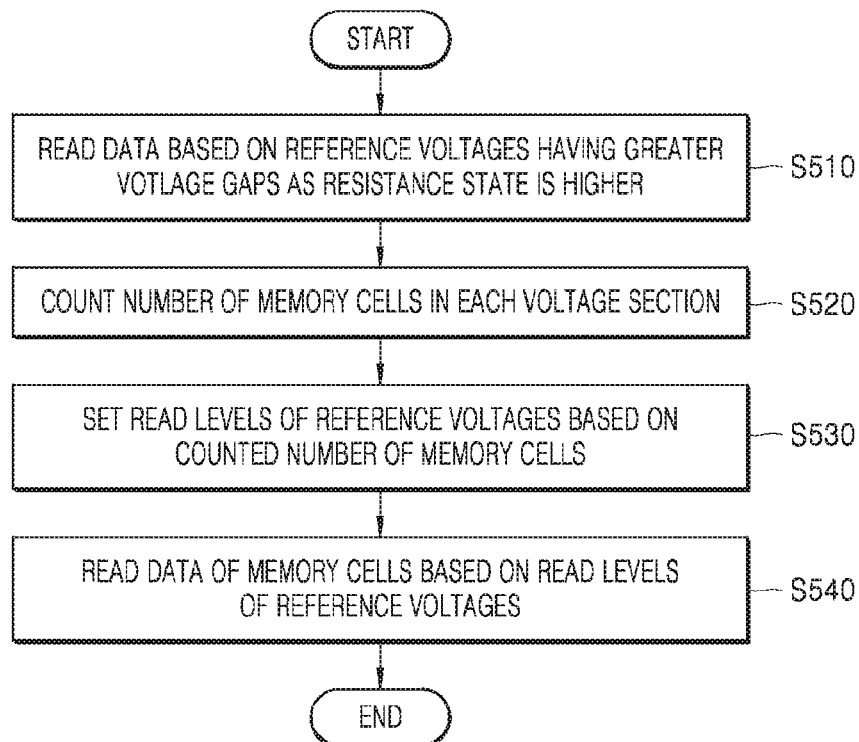 START
READ DATA BASED ON REFERENCE VOLTAGES HAVING GREATER
VOTLAGE GAPS AS RESISTANCE STATE IS HIGHER
S510
COUNT NUMBER OF MEMORY CELLS IN EACH VOLTAGE SECTION
S520
SET READ LEVELS OF REFERENCE VOLTAGES BASED ON
COUNTED NUMBER OF MEMORY CELLS
S530
READ DATA OF MEMORY CELLS BASED ON READ LEVELS
OF REFERENCE VOLTAGES
S540
END